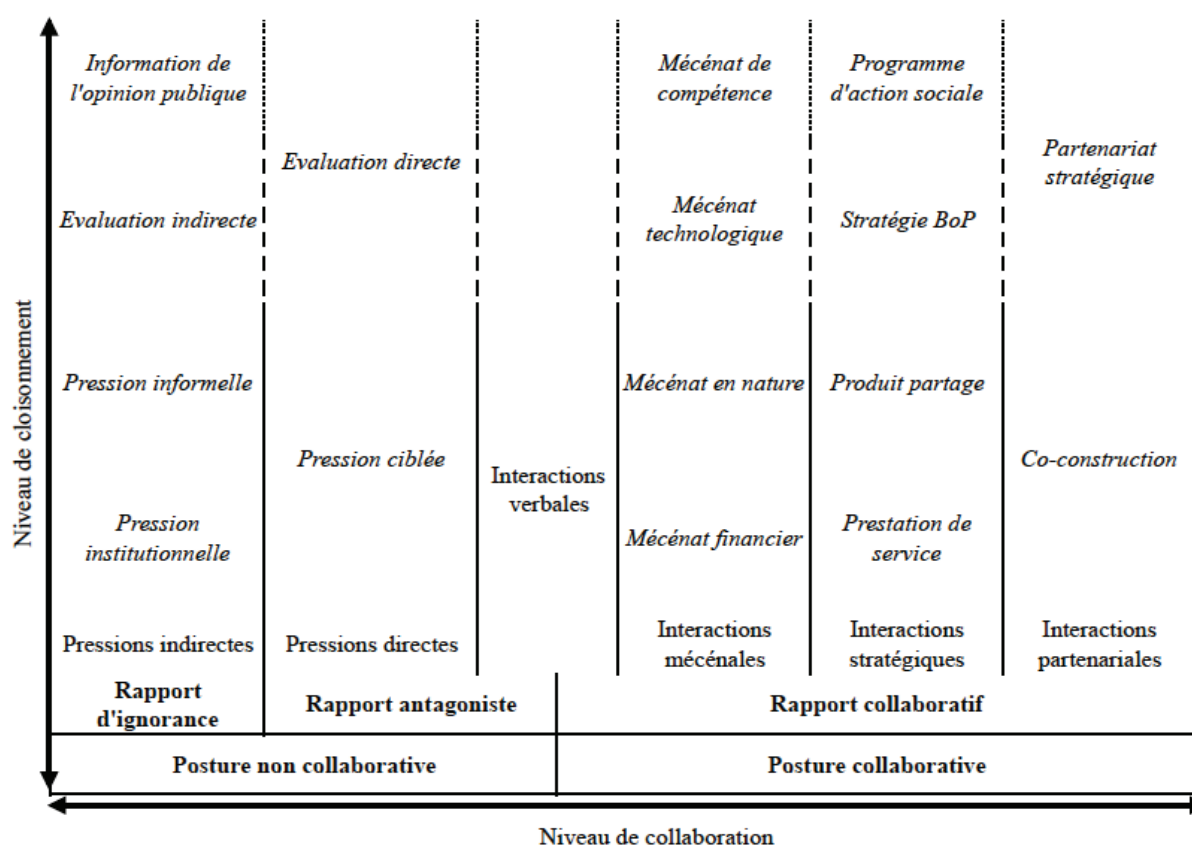 Information de
l'opinion publique
Mécénat de
compétence
Programme
d'action sociale
Evaluation directe
Partenariat
stratégique
Evaluation indirecte
Mécénat
technologique
Stratégie BoP
Niveau de cloisonnement
Pression informelle
Mécénat en nature
Produit partage
Pression ciblée
Interactions
verbales
Co-construction
Pression
institutionnelle
Mécénat financier
Prestation de
service
Pressions indirectes
Pressions directes
Interactions
mécénales
Interactions
stratégiques
Interactions
partenariales
Rapport
d'ignorance
Rapport antagoniste
Rapport collaboratif
Posture non collaborative
Posture collaborative
Niveau de collaboration